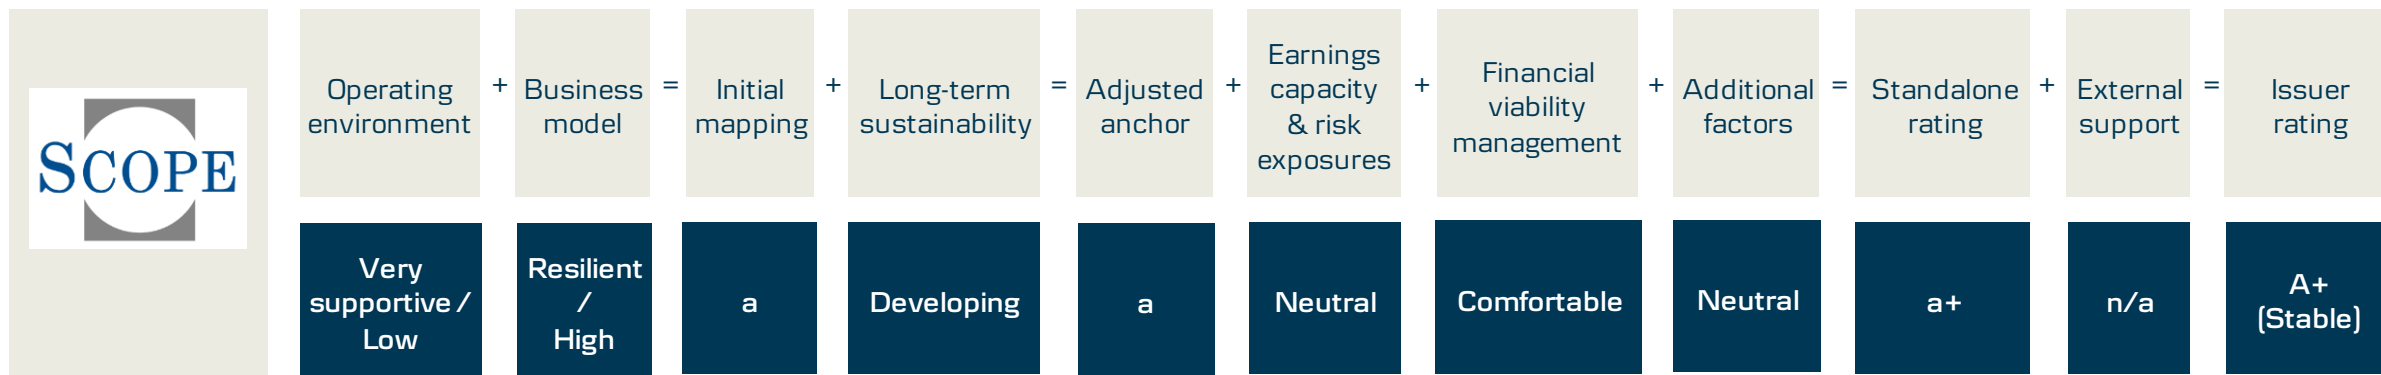 SCOPE
Operating
environment
+
Business
model
=
Initial
mapping
+
Long-term
sustainability
=
Adjusted
anchor
+
Earnings
capacity
& risk
exposures
+
Financial
viability
management
+
Additional
factors
=
Standalone
rating
+
External
support
=
Issuer
rating
Very
supportive /
Low
Resilient
/
High
a
Developing
a
Neutral
Comfortable
Neutral
a+
n/a
A+
(Stable)